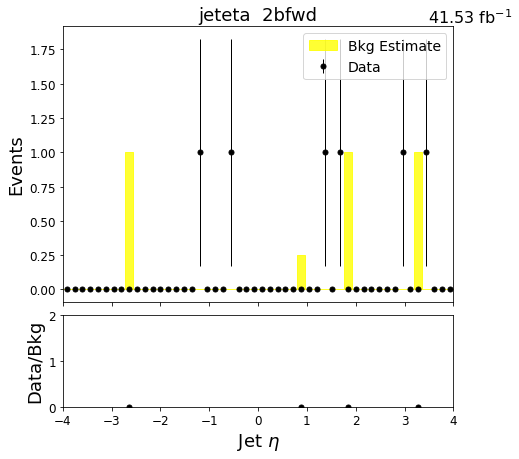 jeteta  2bfwd
41.53 fb⁻¹
Bkg Estimate
Data
Events
1.75
1.50
1.25
1.00
0.75
0.50
0.25
0.00
Data/Bkg
2
1
0
−4 −3 −2 −1 0 1 2 3 4
Jet η